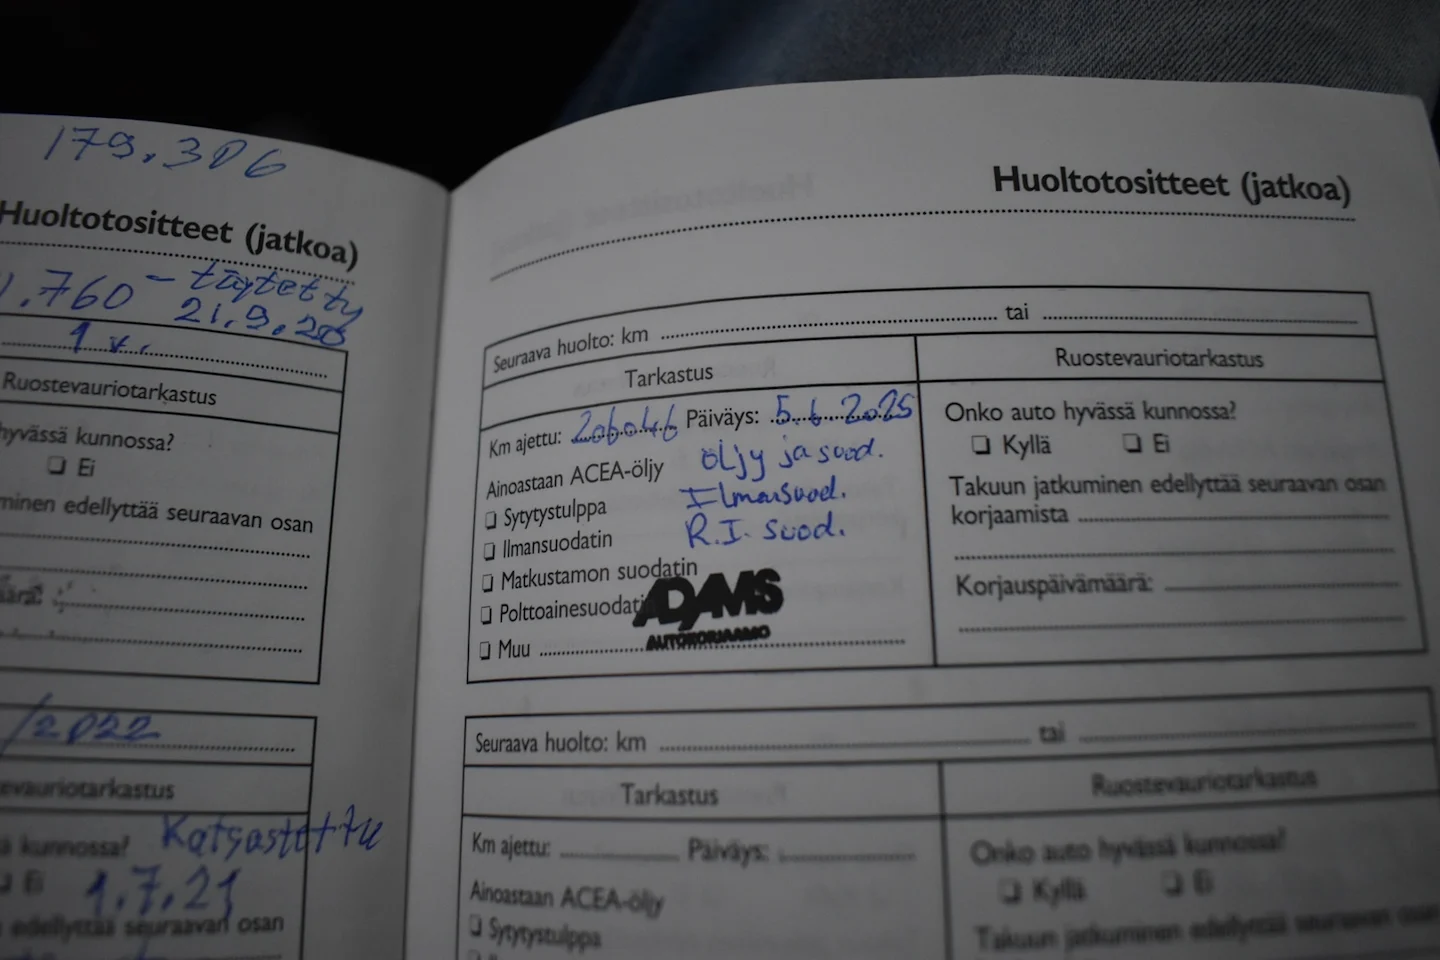 179.306
Huoltotositteet (jatkoa)
.760 – täytetty
21.9.
1 v.
Ruostevauriotarkastus
hyvässä kunnossa?
❏ Ei
minen edellyttää seuraavan osan
/2022
evauriotarkastus
ä kunnossa? Katsastettu
❏ Ei 1.7.21
edellyttää seuraavan osan
Huoltotositteet (jatkoa)
Seuraava huolto: km tai
Tarkastus
Ruostevauriotarkastus
Km ajettu: 206046 Päiväys: 5.6.2025
Ainoastaan ACEA-öljy öljy ja suod.
❏ Sytytystulppa Ilmansuod.
❏ Ilmansuodatin R.I. suod.
❏ Matkustamon suodatin
❏ Polttoainesuodatin
ADAMS
AUTOKORJAAMO
❏ Muu
Onko auto hyvässä kunnossa?
❏ Kyllä ❏ Ei
Takuun jatkuminen edellyttää seuraavan osan
korjaamista
Korjauspäivämäärä:
Seuraava huolto: km tai
Tarkastus
Ruostevauriotarkastus
Km ajettu: Päiväys:
Ainoastaan ACEA-öljy
❏ Sytytystulppa
Onko auto hyvässä kunnossa?
❏ Kyllä ❏ Ei
Takuun jatkuminen edellyttää seuraavan osan